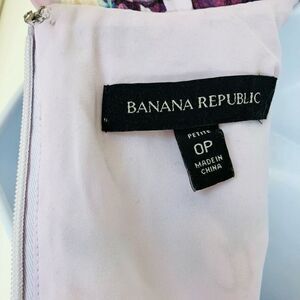 BANANA REPUBLIC
PETITE
0P
MADE IN
CHINA